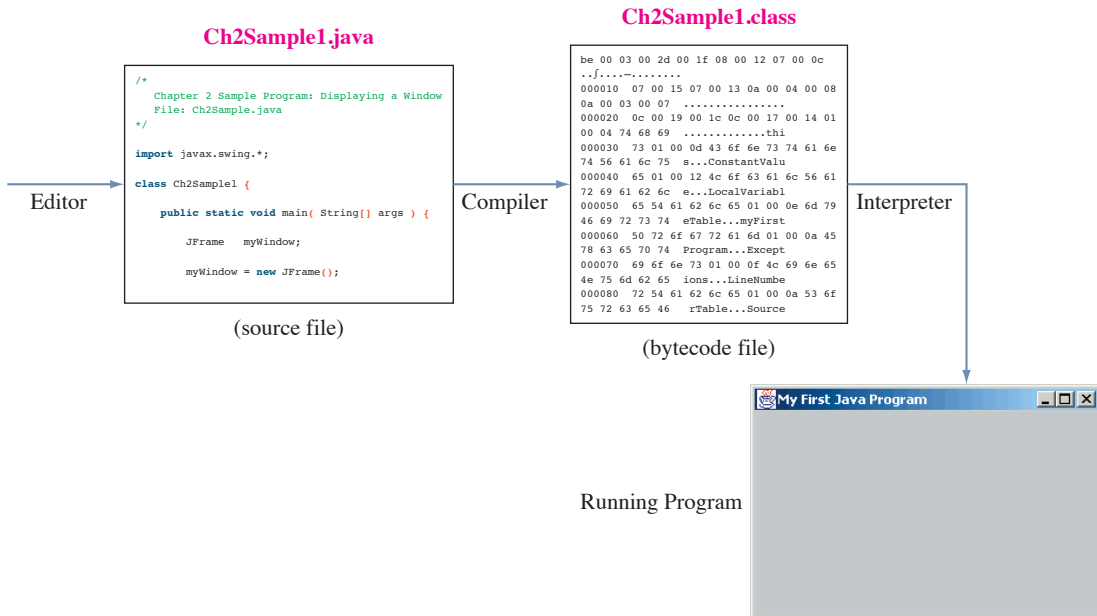 Ch2Sample1.java
/*
Chapter 2 Sample Program: Displaying a Window
File: Ch2Sample.java
*/
import javax.swing.*;
class Ch2Sample1 {
public static void main( String[] args ) {
JFrame myWindow;
myWindow = new JFrame();
(source file)
Editor
Compiler
Ch2Sample1.class
be 00 03 00 2d 00 1f 08 00 12 07 00 0c
..∫....—........
000010 07 00 15 07 00 13 0a 00 04 00 08
0a 00 03 00 07 ................
000020 0c 00 19 00 1c 0c 00 17 00 14 01
00 04 74 68 69 .............thi
000030 73 01 00 0d 43 6f 6e 73 74 61 6e
74 56 61 6c 75 s...ConstantValu
000040 65 01 00 12 4c 6f 63 61 6c 56 61
72 69 61 62 6c e...LocalVariabl
000050 65 54 61 62 6c 65 01 00 0e 6d 79
46 69 72 73 74 eTable...myFirst
000060 50 72 6f 67 72 61 6d 01 00 0a 45
78 63 65 70 74 Program...Except
000070 69 6f 6e 73 01 00 0f 4c 69 6e 65
4e 75 6d 62 65 ions...LineNumbe
000080 72 54 61 62 6c 65 01 00 0a 53 6f
75 72 63 65 46 rTable...Source
(bytecode file)
Interpreter
My First Java Program
Running Program